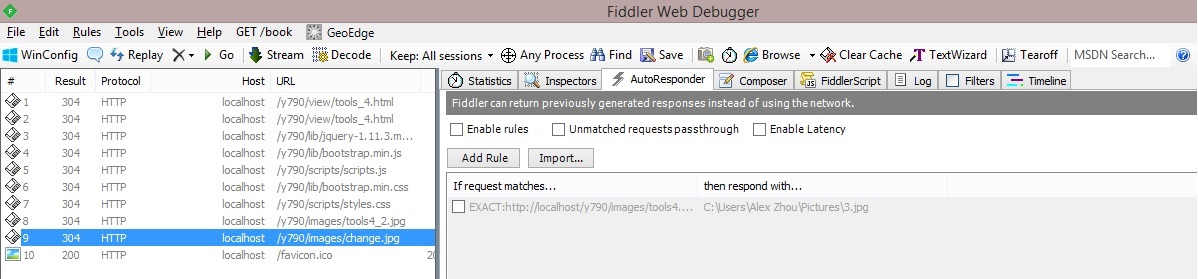 Fiddler Web Debugger
File Edit Rules Tools View Help GET /book GeoEdge
WinConfig Replay Go Stream Decode Keep: All sessions Any Process Find Save Browse Clear Cache TextWizard Tearoff MSDN Search...
# Result Protocol Host URL
1 304 HTTP localhost /y790/view/tools_4.html
2 304 HTTP localhost /y790/view/tools_4.html
3 304 HTTP localhost /y790/lib/jquery-1.11.3.m...
4 304 HTTP localhost /y790/lib/bootstrap.min.js
5 304 HTTP localhost /y790/scripts/scripts.js
6 304 HTTP localhost /y790/lib/bootstrap.min.css
7 304 HTTP localhost /y790/scripts/styles.css
8 304 HTTP localhost /y790/images/tools4_2.jpg
9 304 HTTP localhost /y790/images/change.jpg
10 200 HTTP localhost /favicon.ico 20
Statistics Inspectors AutoResponder Composer FiddlerScript Log Filters Timeline
Fiddler can return previously generated responses instead of using the network.
Enable rules Unmatched requests passthrough Enable Latency
Add Rule Import...
If request matches... then respond with...
EXACT:http://localhost/y790/images/tools4.... C:\Users\Alex Zhou\Pictures\3.jpg